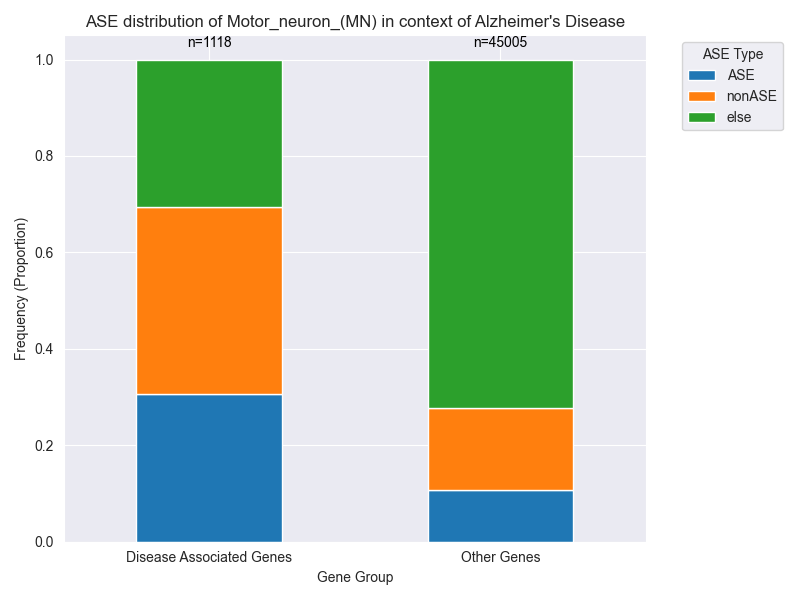 ASE distribution of Motor_neuron_(MN) in context of Alzheimer's Disease
n=1118
n=45005
ASE Type
ASE
nonASE
else
1.0
0.8
0.6
0.4
0.2
0.0
Frequency (Proportion)
Disease Associated Genes
Other Genes
Gene Group